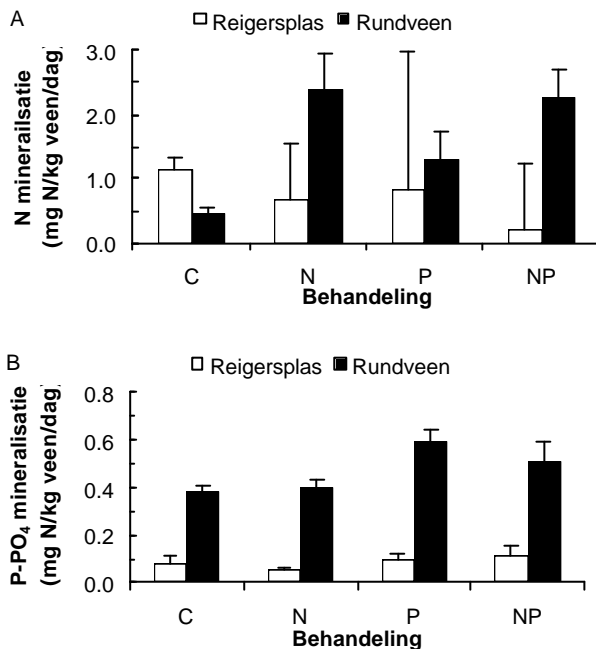 A
Reigersplas Rundveen
N minerailsatie
(mg N/kg veen/dag)
3.0
2.0
1.0
0.0
C N P NP
Behandeling
B
Reigersplas Rundveen
P-PO4 mineralisatie
(mg N/kg veen/dag)
0.8
0.6
0.4
0.2
0.0
C N P NP
Behandeling